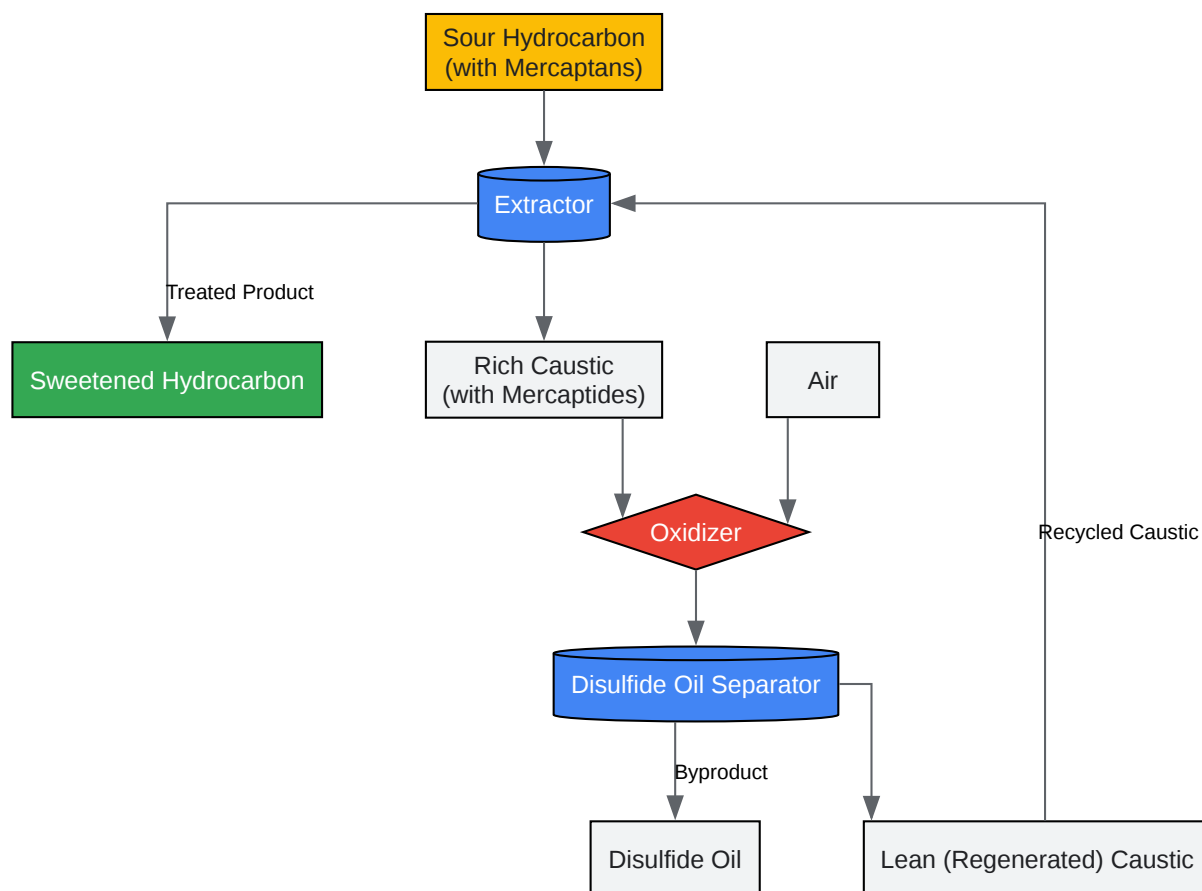 Sour Hydrocarbon
(with Mercaptans)
Extractor
Treated Product
Sweetened Hydrocarbon
Rich Caustic
(with Mercaptides)
Air
Oxidizer
Recycled Caustic
Disulfide Oil Separator
Byproduct
Disulfide Oil
Lean (Regenerated) Caustic